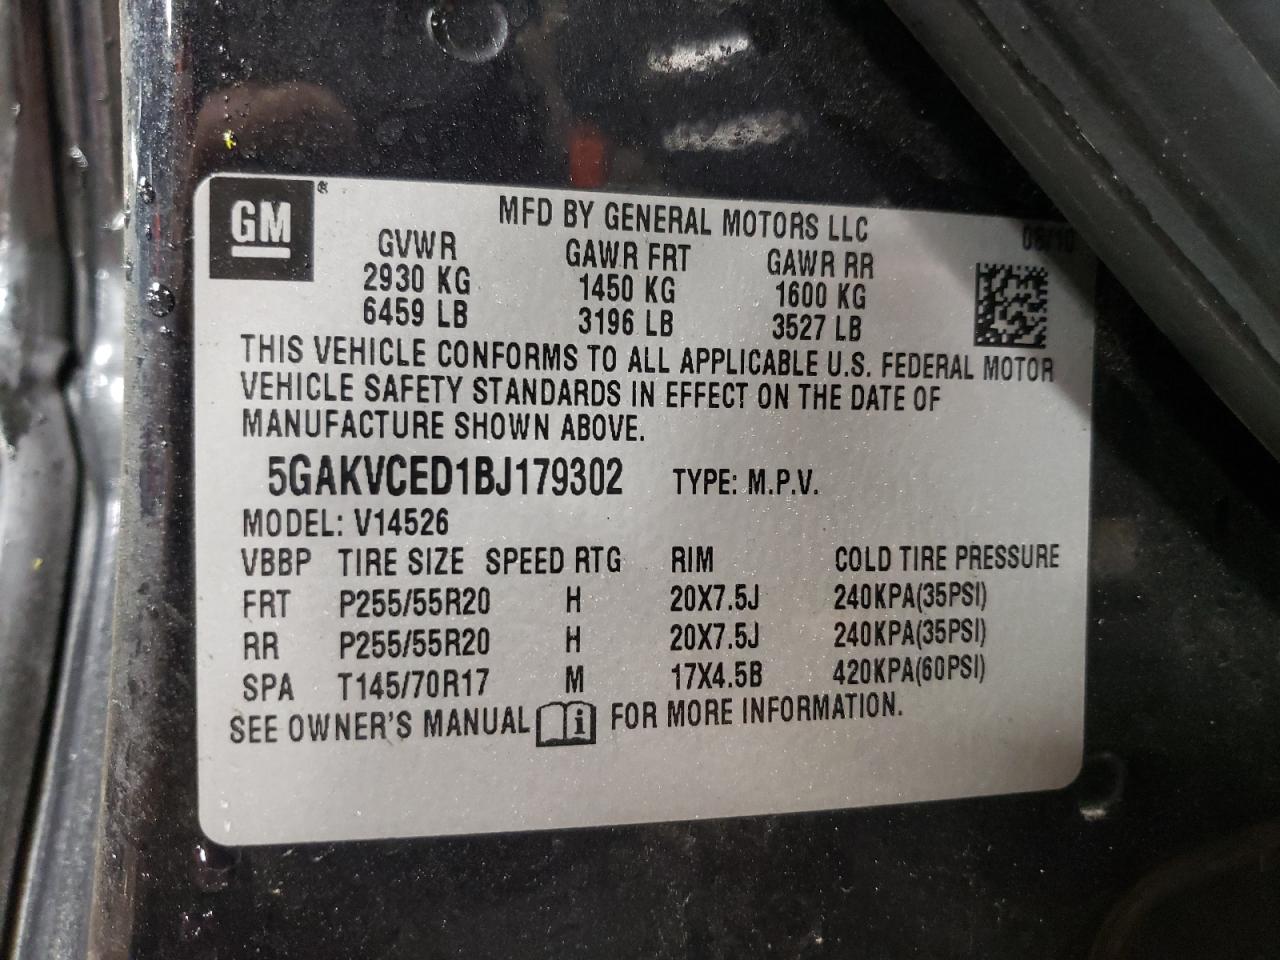 GM ®
MFD BY GENERAL MOTORS LLC
08/10
GVWR GAWR FRT GAWR RR
2930 KG 1450 KG 1600 KG
6459 LB 3196 LB 3527 LB
THIS VEHICLE CONFORMS TO ALL APPLICABLE U.S. FEDERAL MOTOR
VEHICLE SAFETY STANDARDS IN EFFECT ON THE DATE OF
MANUFACTURE SHOWN ABOVE.
5GAKVCED1BJ179302 TYPE: M.P.V.
MODEL: V14526
VBBP TIRE SIZE SPEED RTG RIM COLD TIRE PRESSURE
FRT P255/55R20 H 20X7.5J 240KPA(35PSI)
RR P255/55R20 H 20X7.5J 240KPA(35PSI)
SPA T145/70R17 M 17X4.5B 420KPA(60PSI)
SEE OWNER'S MANUAL i FOR MORE INFORMATION.